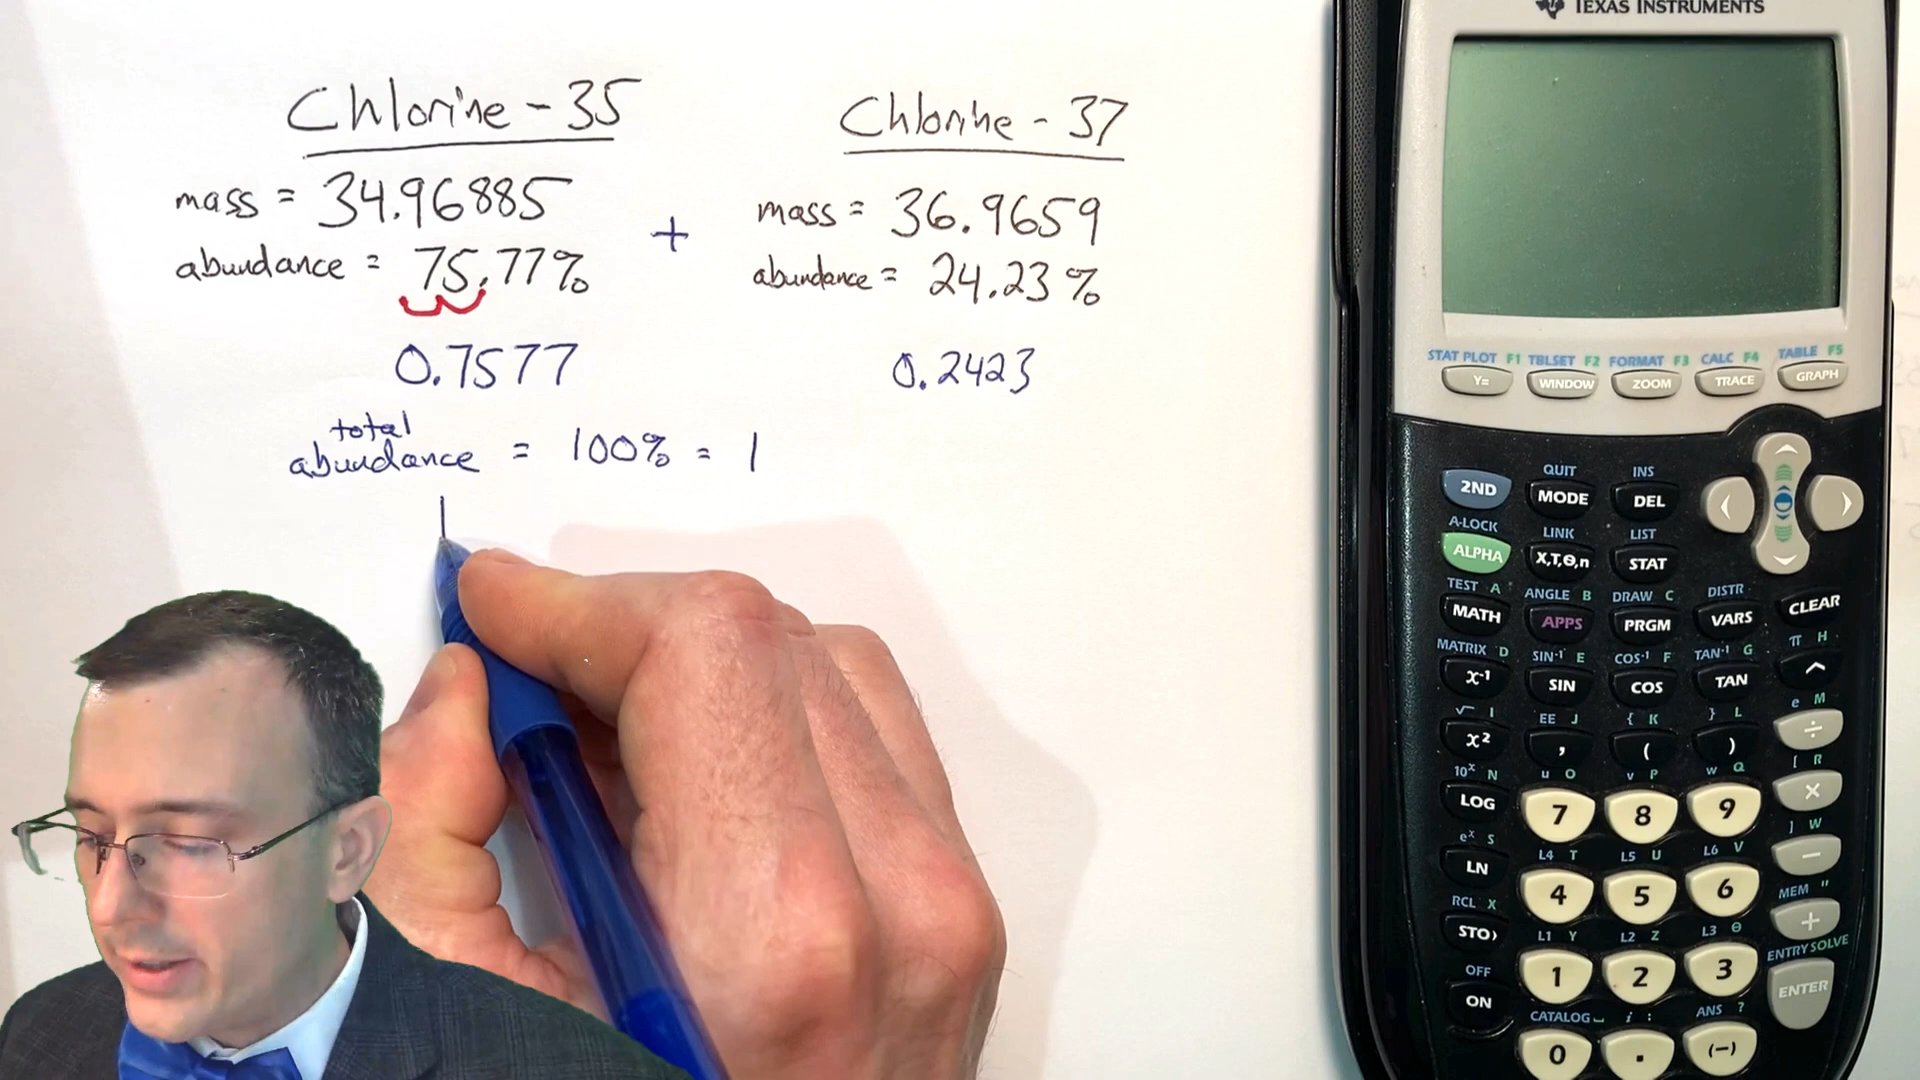 Chlorine - 35
mass = 34.96885
abundance = 75.77%
0.7577
+
Chlorine - 37
mass = 36.9659
abundance = 24.23%
0.2423
total
abundance = 100% = 1
TEXAS INSTRUMENTS
STAT PLOT F1 TBLSET F2 FORMAT F3 CALC F4 TABLE F5
Y= WINDOW ZOOM TRACE GRAPH
QUIT INS
2ND MODE DEL
A-LOCK LINK LIST
ALPHA X,T,Θ,n STAT
TEST A ANGLE B DRAW C DISTR
MATH APPS PRGM VARS CLEAR
MATRIX D SIN-1 E COS-1 F TAN-1 G π H
x-1 SIN COS TAN ^
√ I EE J { K } L e M
x² , ( ) ÷
10x N u O v P w Q [ R
LOG 7 8 9 ×
ex S L4 T L5 U L6 V ] W
LN 4 5 6 −
RCL X L1 Y L2 Z L3 θ MEM "
STO› 1 2 3 +
OFF CATALOG ⎵ i : ANS ? ENTRY SOLVE
ON 0 . (−) ENTER